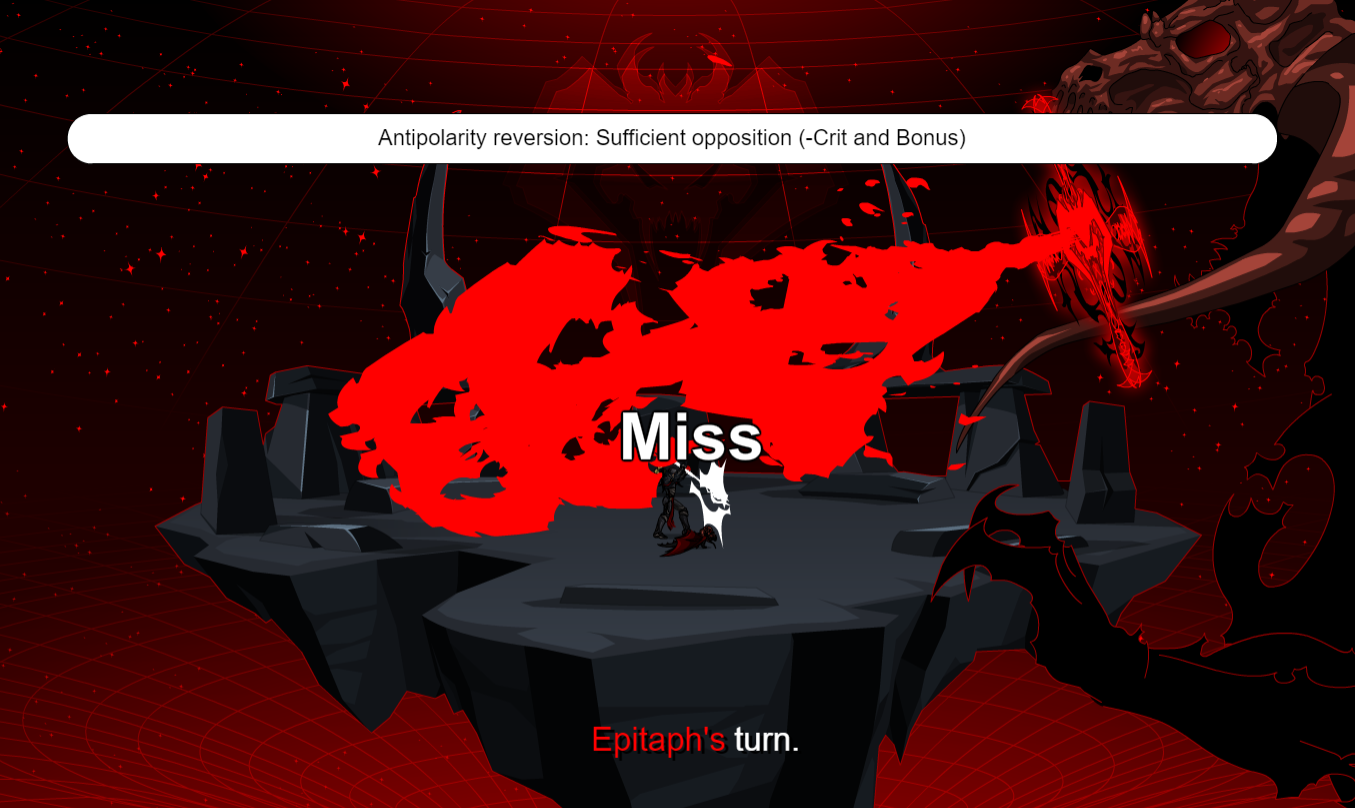 Antipolarity reversion: Sufficient opposition (-Crit and Bonus)
Miss
Epitaph's turn.